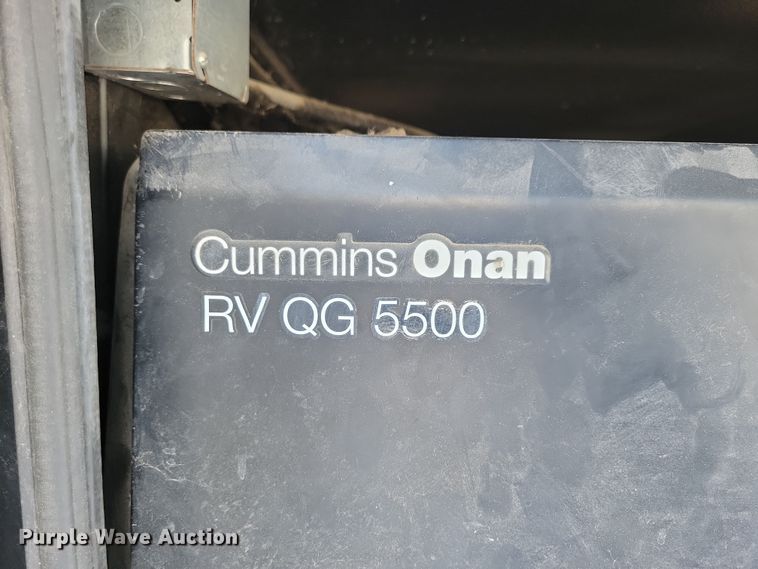 Cummins Onan
RV QG 5500
Purple Wave Auction